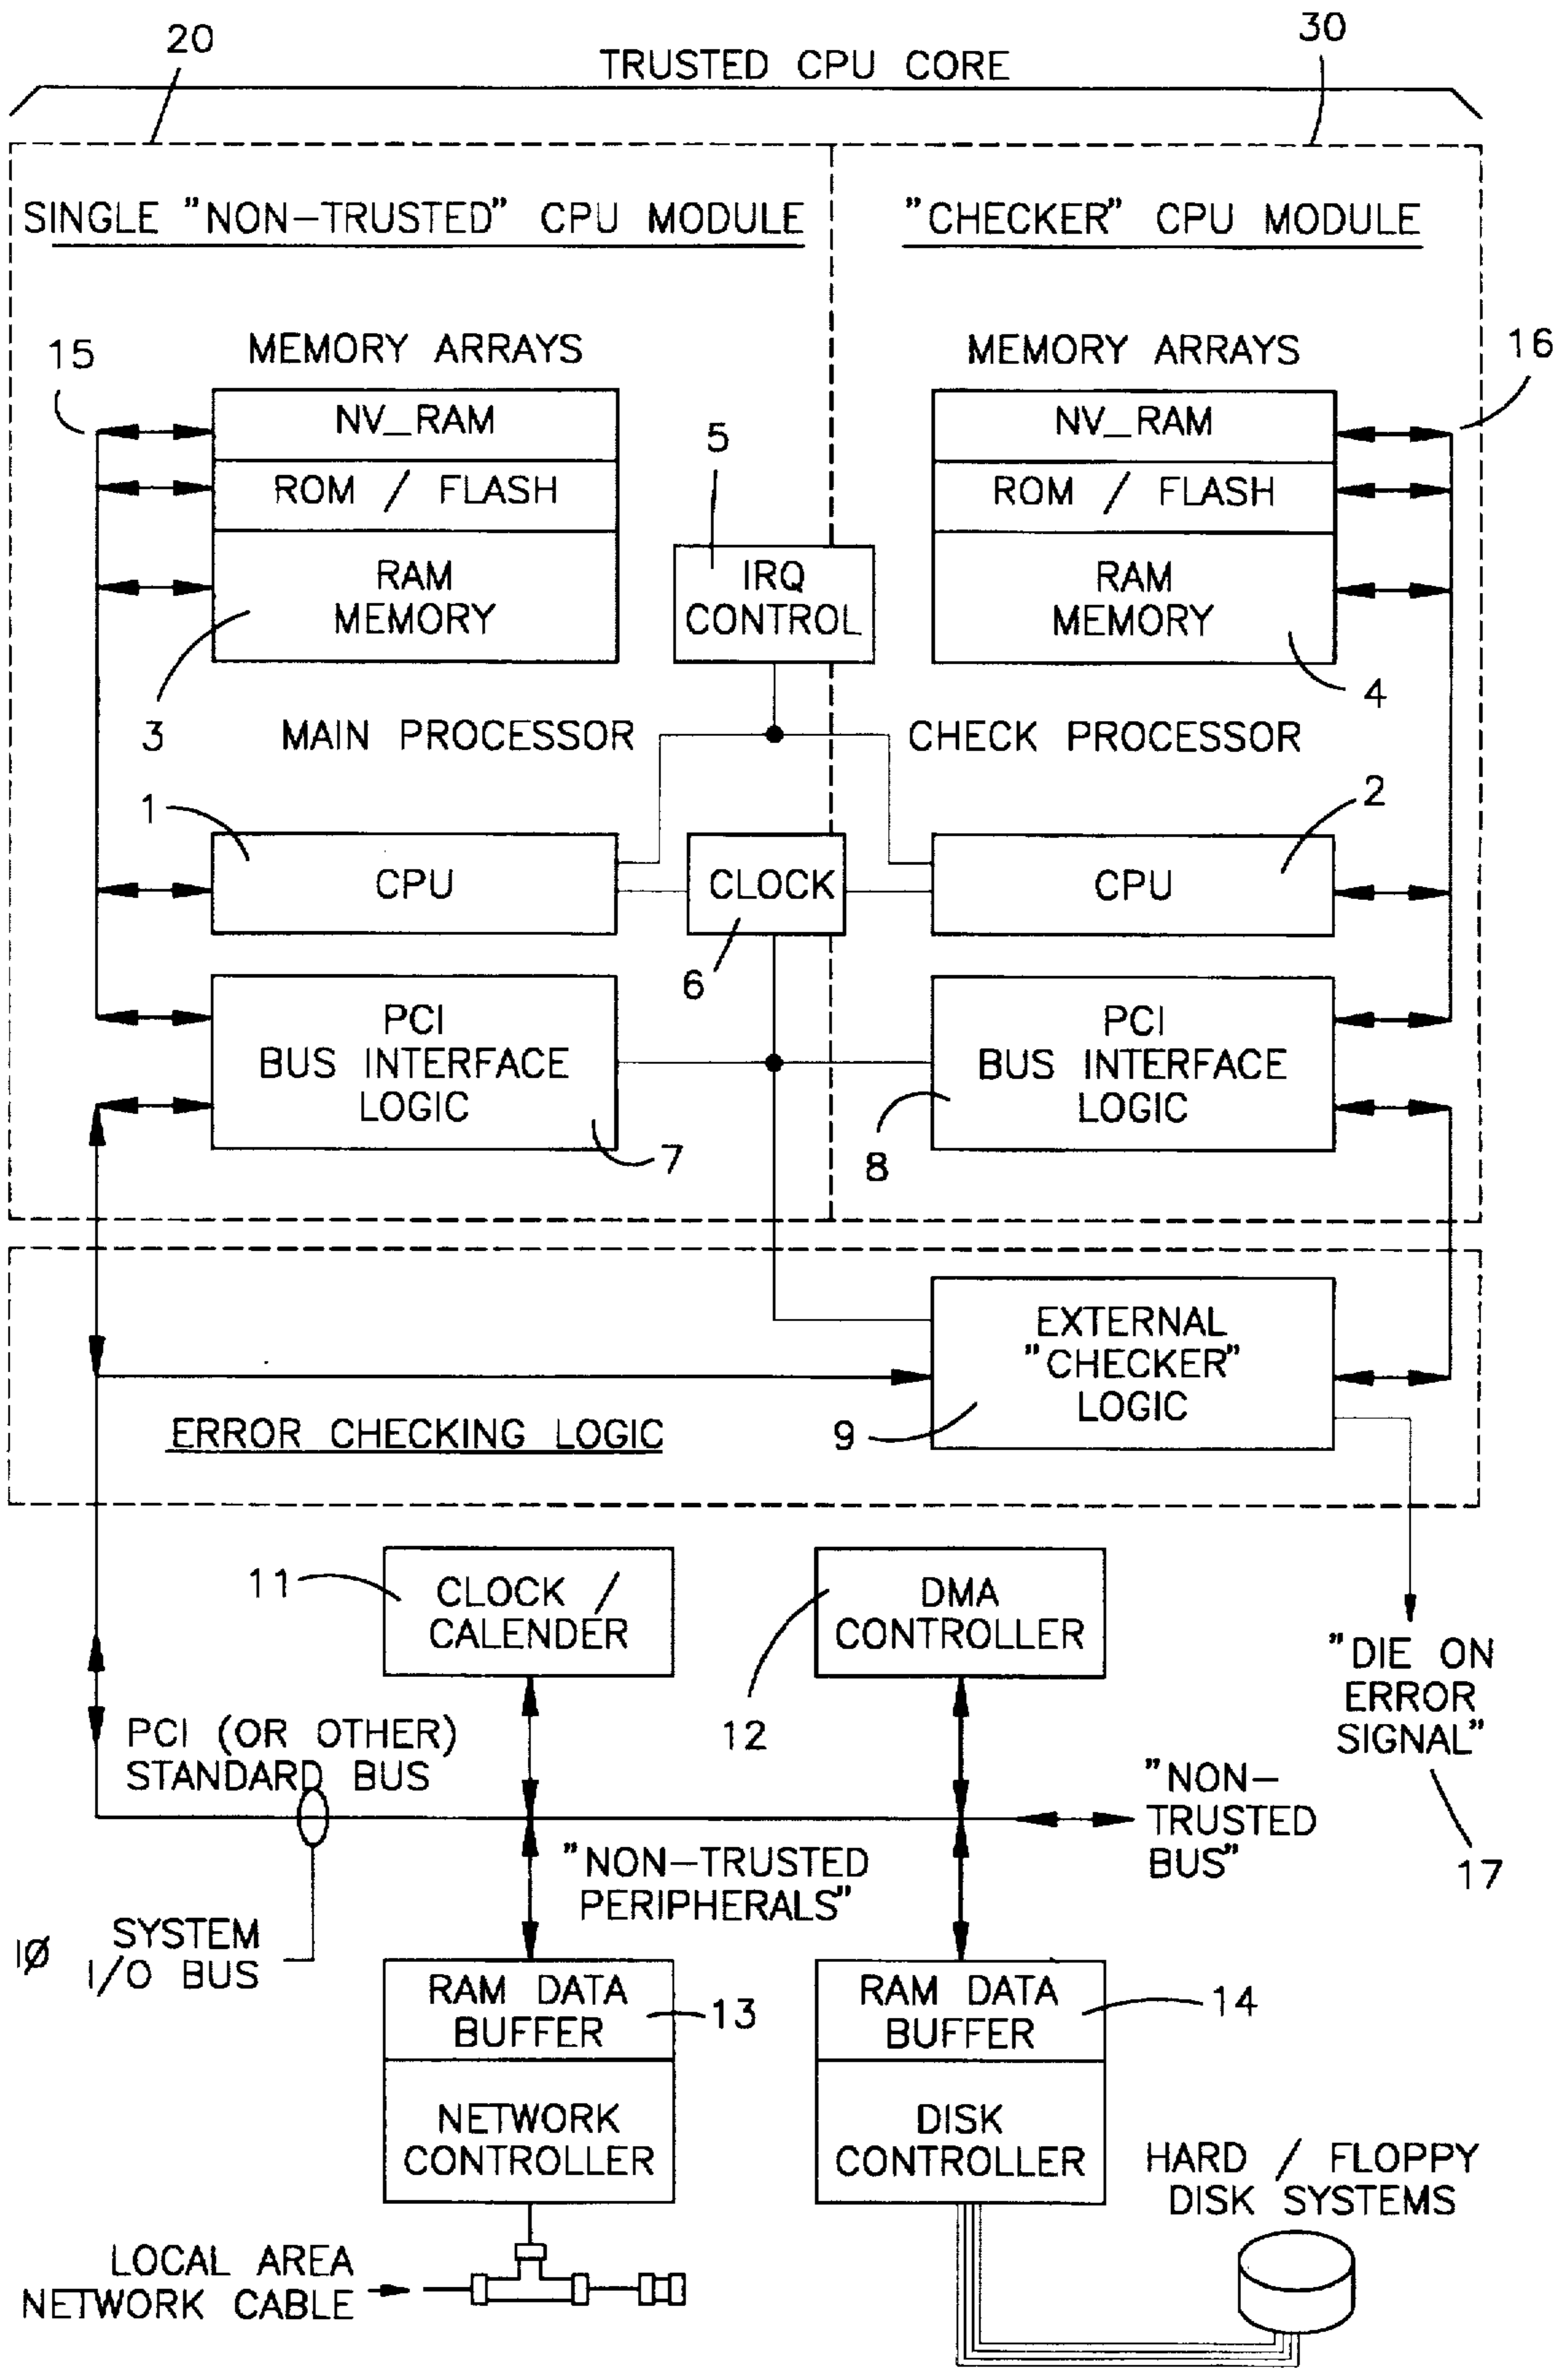 20
TRUSTED CPU CORE
30
SINGLE "NON-TRUSTED" CPU MODULE
"CHECKER" CPU MODULE
15
MEMORY ARRAYS
MEMORY ARRAYS
16
NV_RAM
ROM / FLASH
RAM
MEMORY
3
5
IRQ
CONTROL
NV_RAM
ROM / FLASH
RAM
MEMORY
4
MAIN PROCESSOR
CHECK PROCESSOR
1
CPU
CLOCK
6
CPU
2
PCI
BUS INTERFACE
LOGIC
7
PCI
BUS INTERFACE
LOGIC
8
EXTERNAL
"CHECKER"
LOGIC
9
ERROR CHECKING LOGIC
11
CLOCK /
CALENDER
DMA
CONTROLLER
12
"DIE ON
ERROR
SIGNAL"
17
PCI (OR OTHER)
STANDARD BUS
"NON-
TRUSTED
BUS"
"NON-TRUSTED
PERIPHERALS"
1Ø
SYSTEM
I/O BUS
RAM DATA
BUFFER
13
NETWORK
CONTROLLER
RAM DATA
BUFFER
14
DISK
CONTROLLER
HARD / FLOPPY
DISK SYSTEMS
LOCAL AREA
NETWORK CABLE